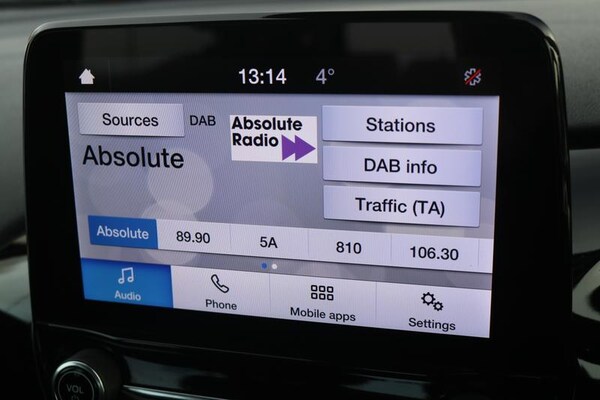 13:14 4°
Sources DAB
Absolute
Radio
Absolute
Stations
DAB info
Traffic (TA)
Absolute 89.90 5A 810 106.30
Audio Phone Mobile apps Settings
VOL